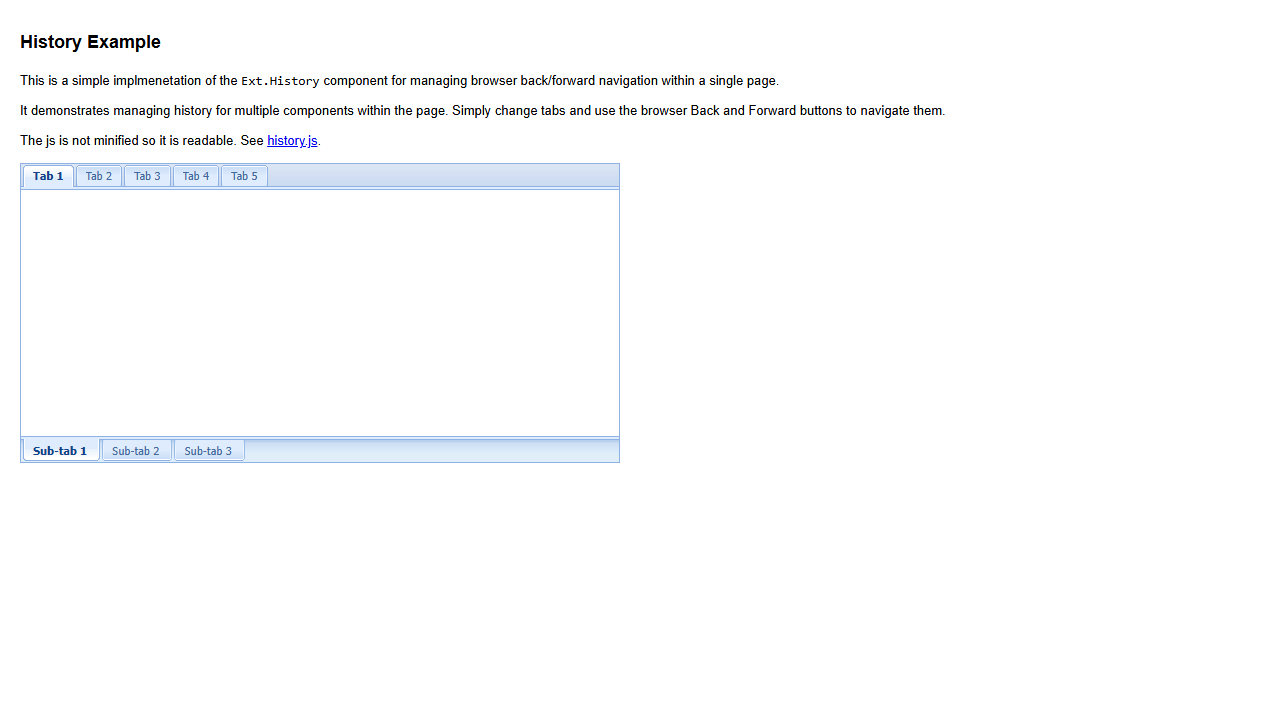 History Example
This is a simple implmenetation of the Ext.History component for managing browser back/forward navigation within a single page.
It demonstrates managing history for multiple components within the page. Simply change tabs and use the browser Back and Forward buttons to navigate them.
The js is not minified so it is readable. See history.js.
Tab 1 Tab 2 Tab 3 Tab 4 Tab 5
Sub-tab 1 Sub-tab 2 Sub-tab 3